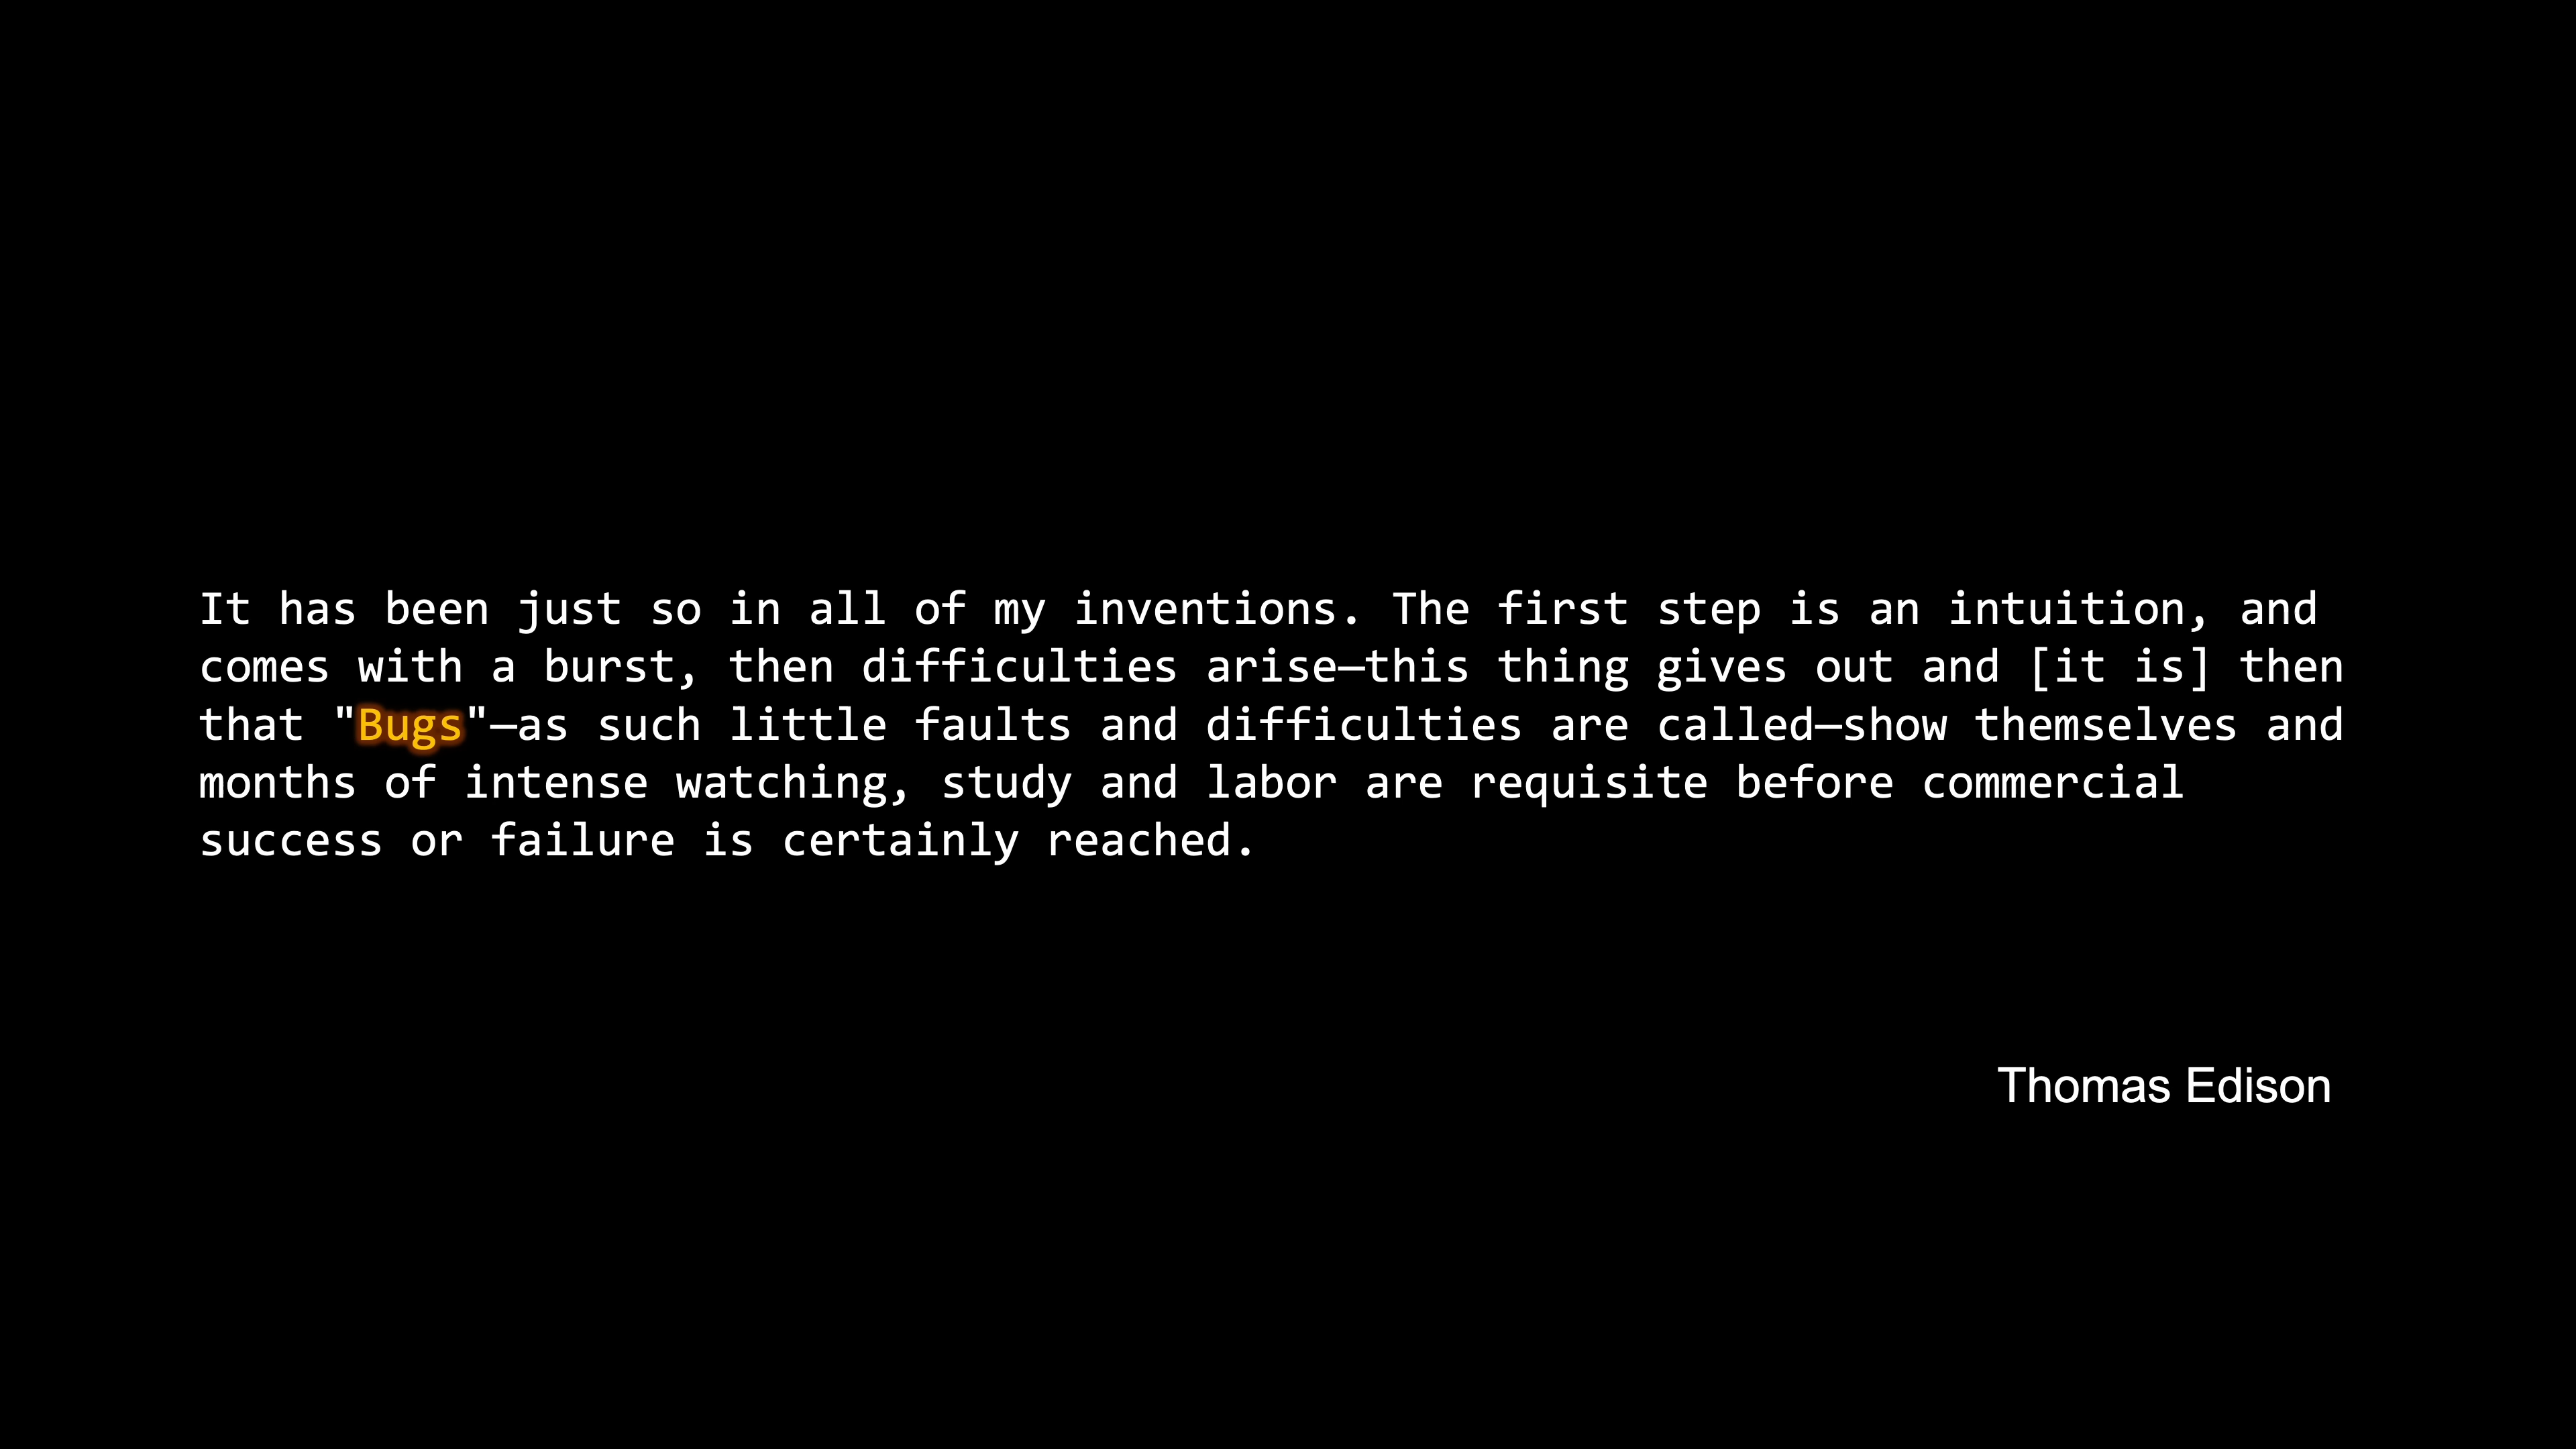 It has been just so in all of my inventions. The first step is an intuition, and
comes with a burst, then difficulties arise—this thing gives out and [it is] then
that "Bugs"—as such little faults and difficulties are called—show themselves and
months of intense watching, study and labor are requisite before commercial
success or failure is certainly reached.
Thomas Edison